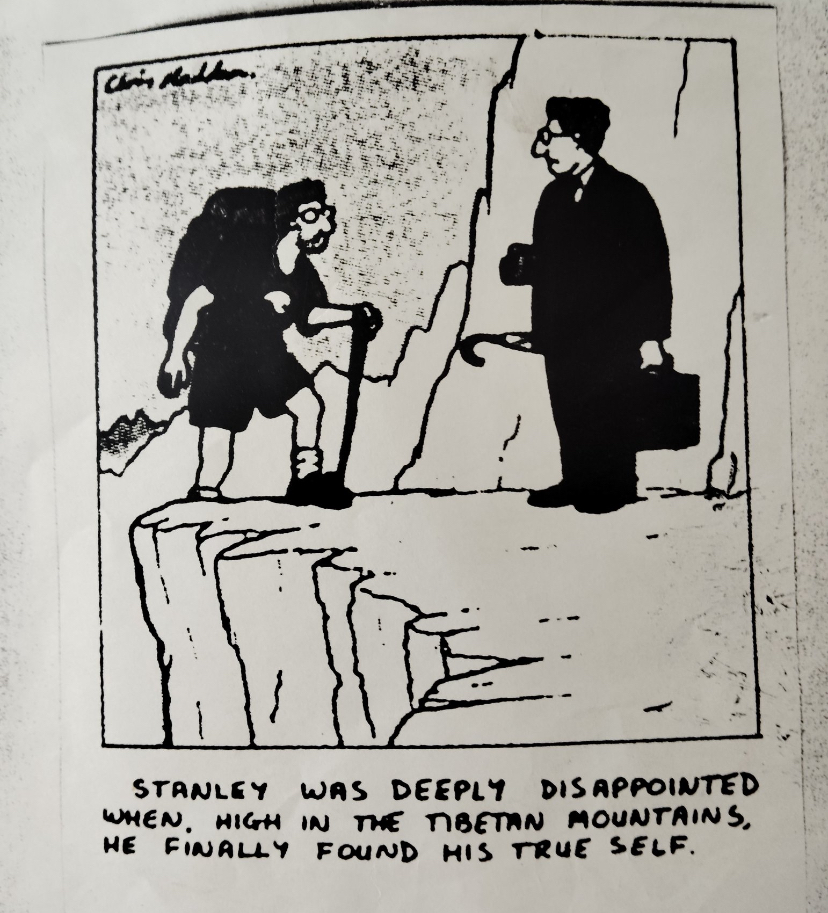 Chris Madden.
STANLEY WAS DEEPLY DISAPPOINTED
WHEN, HIGH IN THE TIBETAN MOUNTAINS,
HE FINALLY FOUND HIS TRUE SELF.